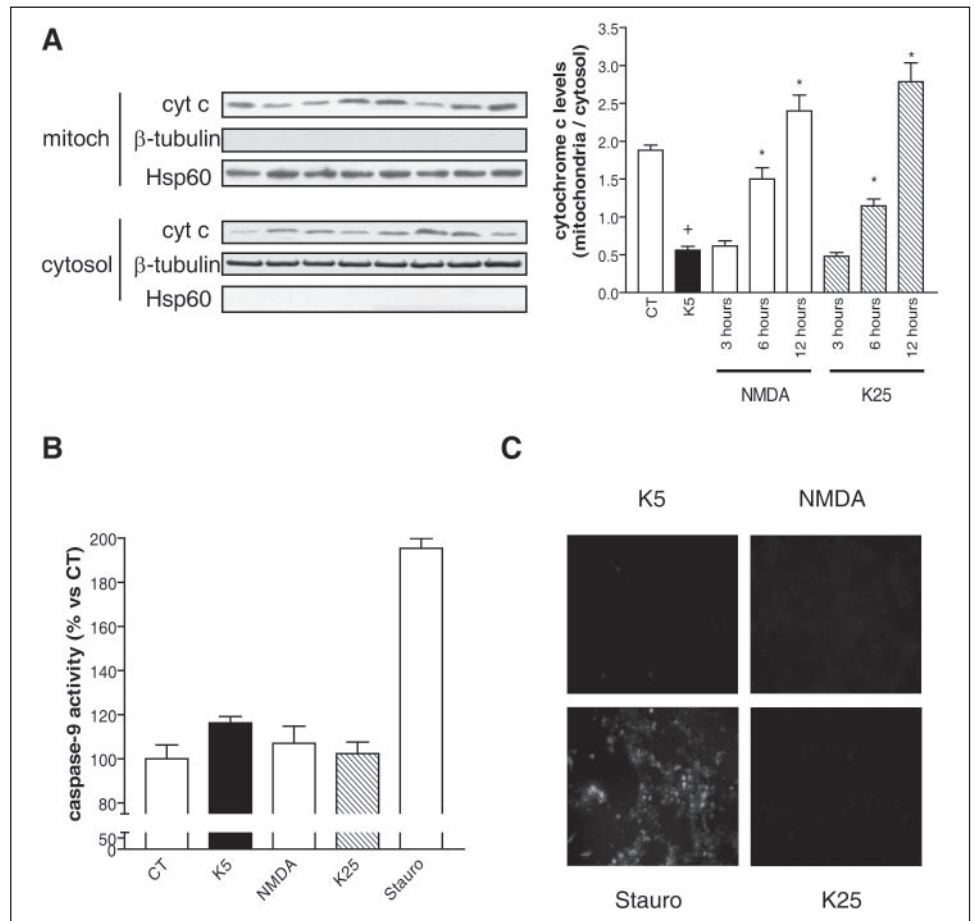 A
mitoch
cyt c
β-tubulin
Hsp60
cytosol
cyt c
β-tubulin
Hsp60
cytochrome c levels
(mitochondria / cytosol)
3.5
3.0
2.5
2.0
1.5
1.0
0.5
0.0
+
*
*
*
*
CT
K5
3 hours
6 hours
12 hours
3 hours
6 hours
12 hours
NMDA
K25
B
caspase-9 activity (% vs CT)
200
180
160
140
120
100
80
50
0
CT
K5
NMDA
K25
Stauro
C
K5
NMDA
Stauro
K25